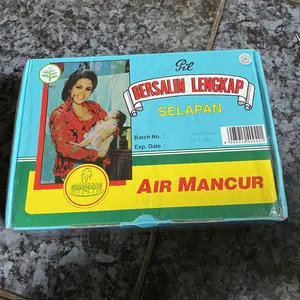 Pil
BERSALIN LENGKAP
SELAPAN
Batch No. :
Exp. Date :
AIR MANCUR